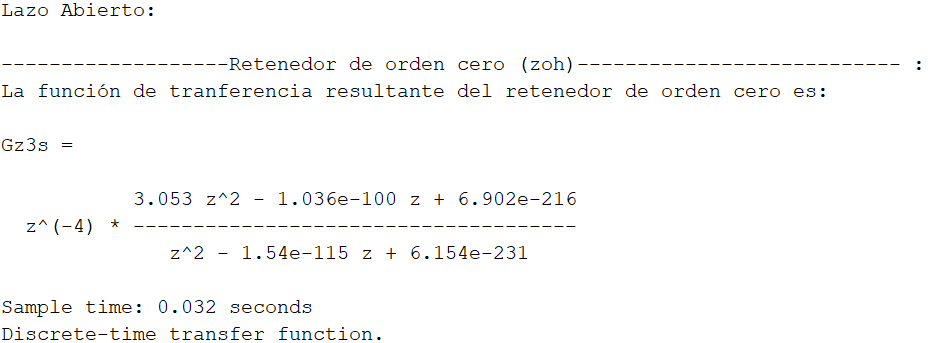 Lazo Abierto:
-------------------Retenedor de orden cero (zoh)--------------------------- :
La función de tranferencia resultante del retenedor de orden cero es:
Gz3s =
3.053 z^2 - 1.036e-100 z + 6.902e-216
z^(-4) * -------------------------------------
z^2 - 1.54e-115 z + 6.154e-231
Sample time: 0.032 seconds
Discrete-time transfer function.